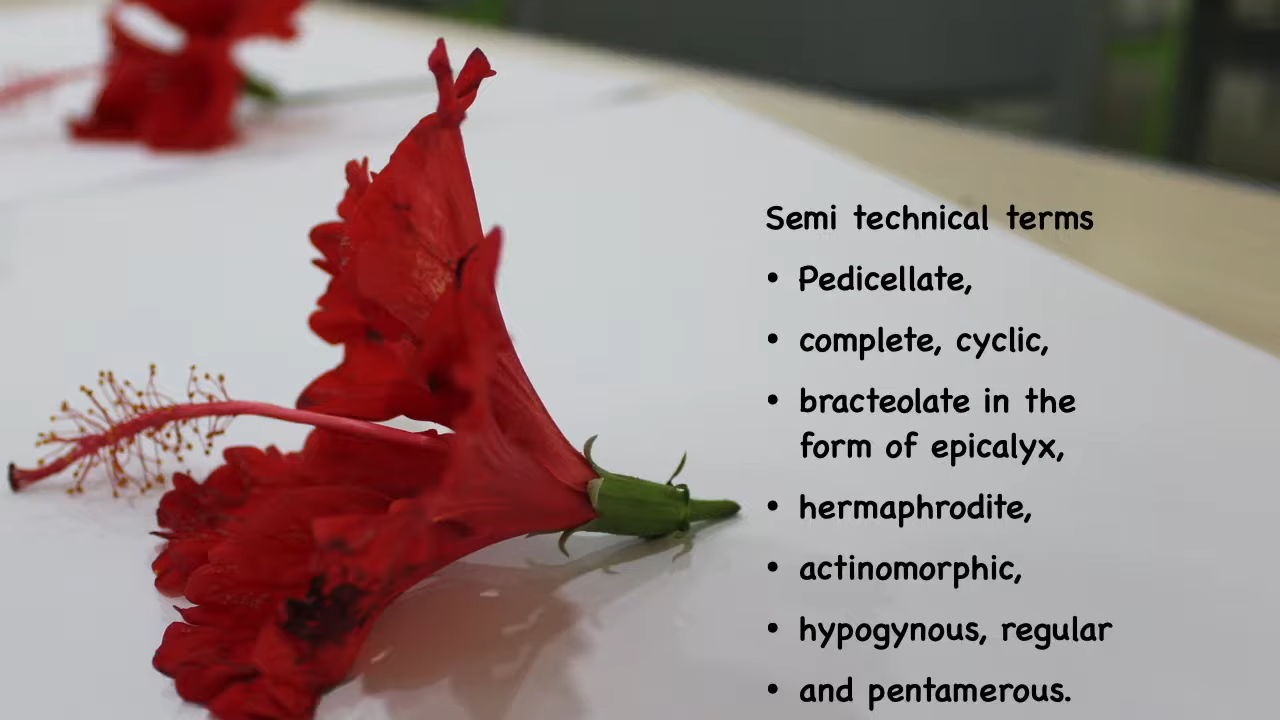 Semi technical terms
• Pedicellate,
• complete, cyclic,
• bracteolate in the
form of epicalyx,
• hermaphrodite,
• actinomorphic,
• hypogynous, regular
• and pentamerous.